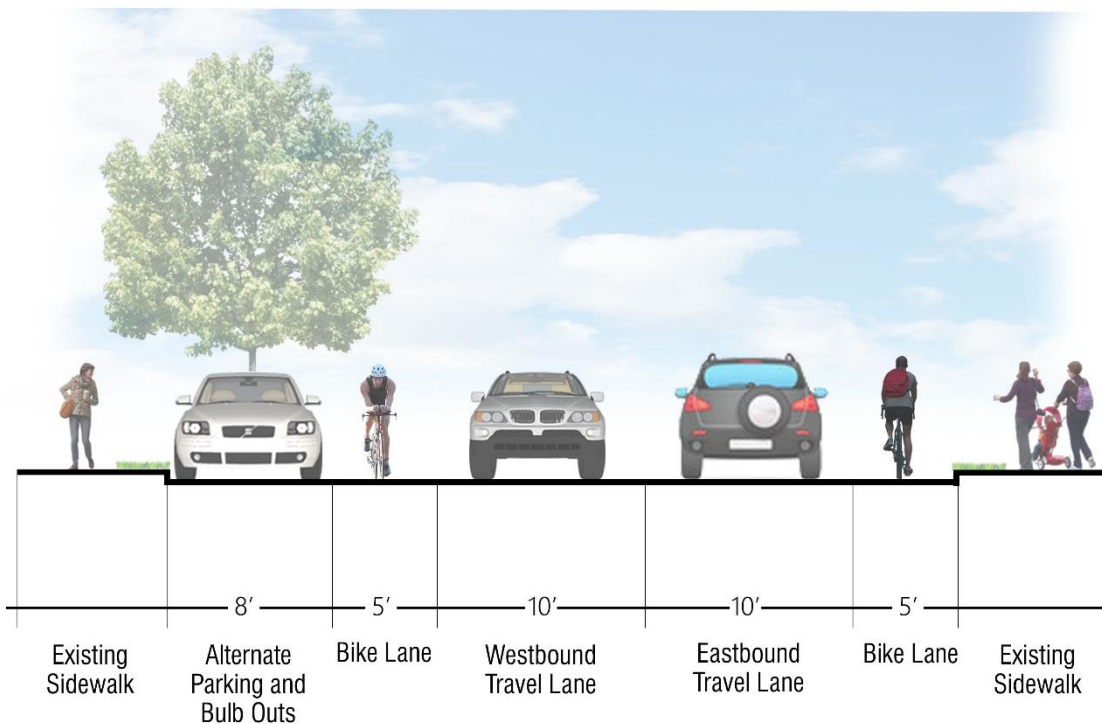 8’
5’
10’
10’
5’
Existing
Sidewalk
Alternate
Parking and
Bulb Outs
Bike Lane
Westbound
Travel Lane
Eastbound
Travel Lane
Bike Lane
Existing
Sidewalk